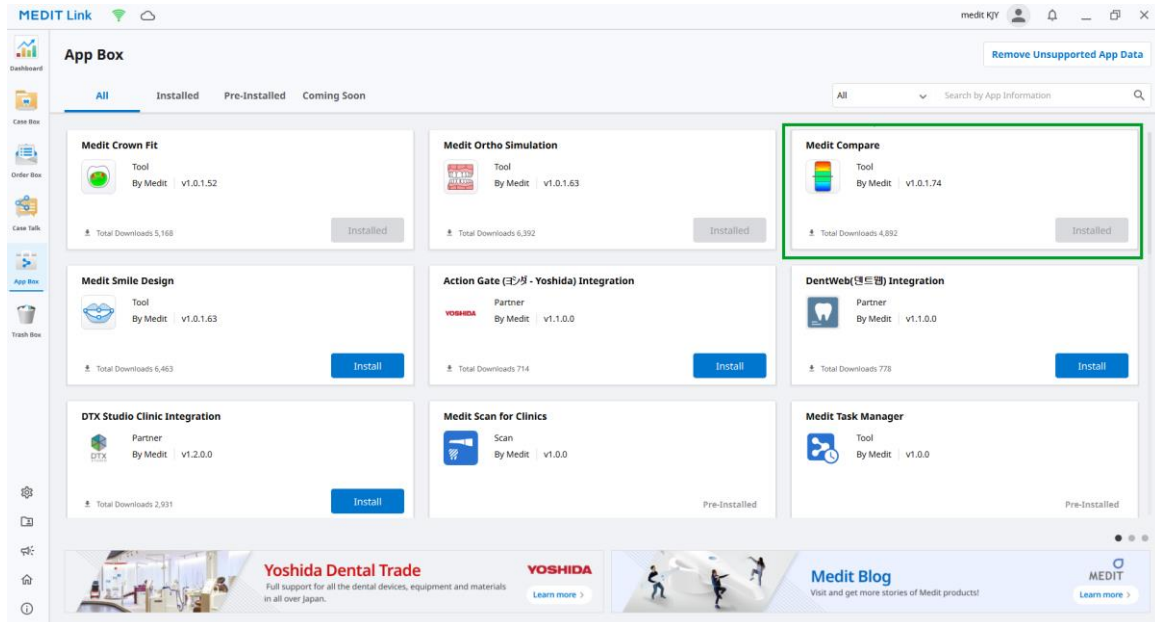 MEDIT Link
medit KJY
Dashboard
Case Box
Order Box
Case Talk
App Box
Trash Box
App Box
Remove Unsupported App Data
All Installed Pre-Installed Coming Soon
All
Search by App Information
Medit Crown Fit
Tool
By Medit v1.0.1.52
Total Downloads 5,168
Installed
Medit Ortho Simulation
Tool
By Medit v1.0.1.63
Total Downloads 6,392
Installed
Medit Compare
Tool
By Medit v1.0.1.74
Total Downloads 4,892
Installed
Medit Smile Design
Tool
By Medit v1.0.1.63
Total Downloads 6,463
Install
Action Gate (ヨシダ - Yoshida) Integration
YOSHIDA
Partner
By Medit v1.1.0.0
Total Downloads 714
Install
DentWeb(덴트웹) Integration
Partner
By Medit v1.1.0.0
Total Downloads 778
Install
DTX Studio Clinic Integration
DTX
Partner
By Medit v1.2.0.0
Total Downloads 2,931
Install
Medit Scan for Clinics
Scan
By Medit v1.0.0
Pre-Installed
Medit Task Manager
Tool
By Medit v1.0.0
Pre-Installed
Yoshida Dental Trade
Full support for all the dental devices, equipment and materials
in all over Japan.
YOSHIDA
Learn more >
Medit Blog
Visit and get more stories of Medit products!
MEDIT
Learn more >